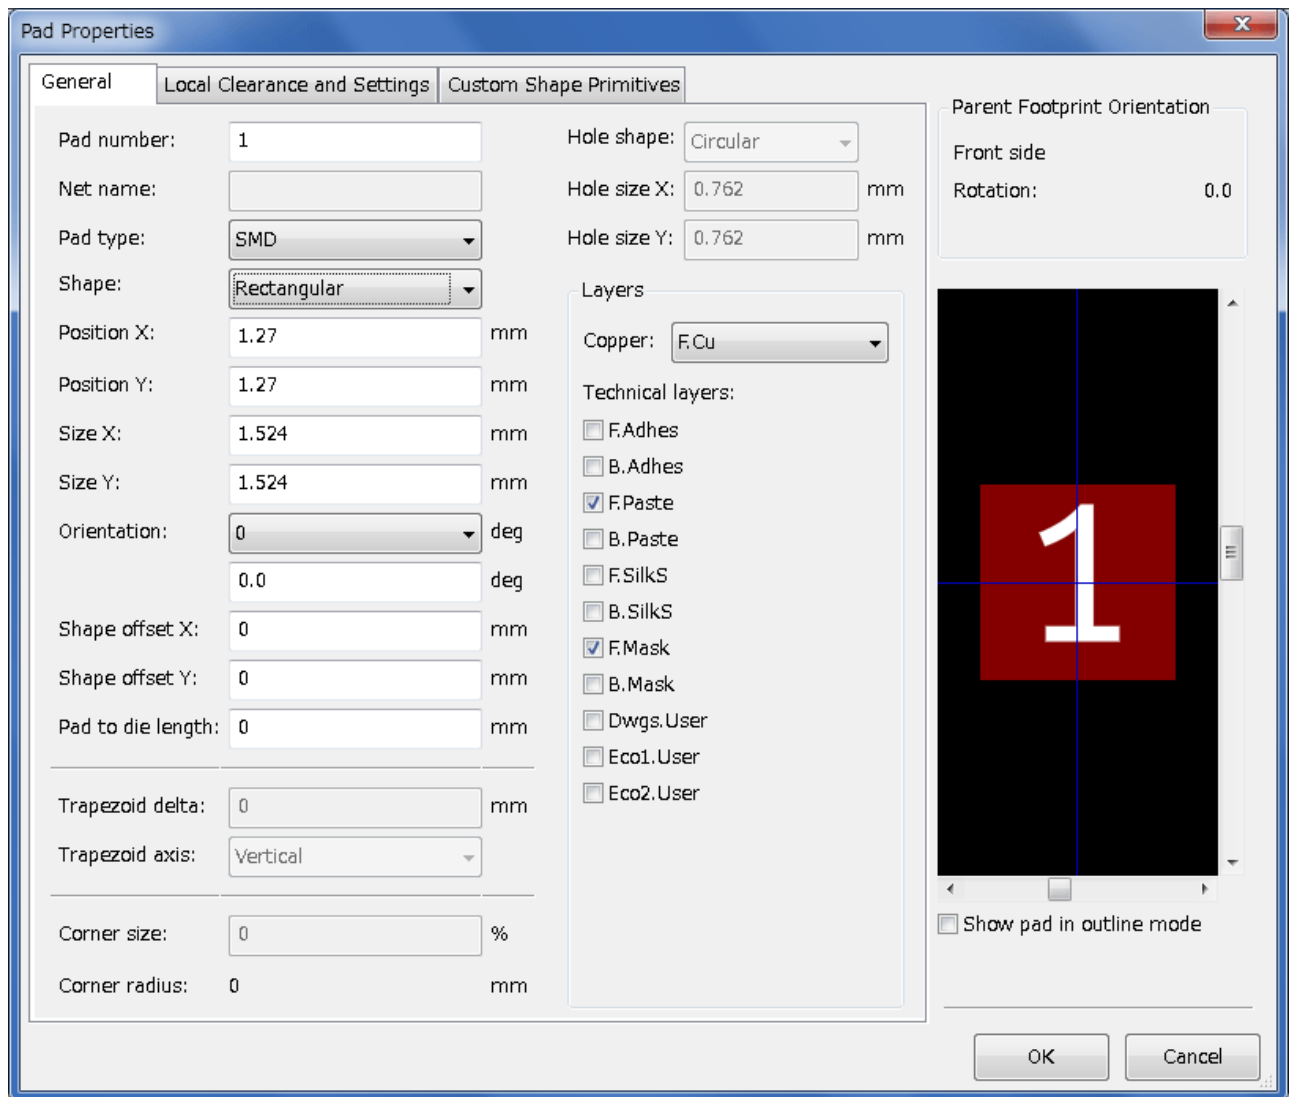 Pad Properties
General
Local Clearance and Settings
Custom Shape Primitives
Pad number:
1
Net name:
Pad type:
SMD
Shape:
Rectangular
Position X:
1.27
mm
Position Y:
1.27
mm
Size X:
1.524
mm
Size Y:
1.524
mm
Orientation:
0
deg
0.0
deg
Shape offset X:
0
mm
Shape offset Y:
0
mm
Pad to die length:
0
mm
Trapezoid delta:
0
mm
Trapezoid axis:
Vertical
Corner size:
0
%
Corner radius:
0
mm
Hole shape:
Circular
Hole size X:
0.762
mm
Hole size Y:
0.762
mm
Layers
Copper:
F.Cu
Technical layers:
F.Adhes
B.Adhes
F.Paste
B.Paste
F.SilkS
B.SilkS
F.Mask
B.Mask
Dwgs.User
Eco1.User
Eco2.User
Parent Footprint Orientation
Front side
Rotation:
0.0
1
Show pad in outline mode
OK
Cancel